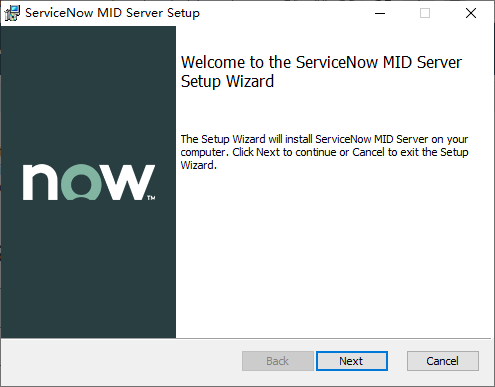 ServiceNow MID Server Setup
Welcome to the ServiceNow MID Server
Setup Wizard
The Setup Wizard will install ServiceNow MID Server on your
computer. Click Next to continue or Cancel to exit the Setup
Wizard.
now™
Back
Next
Cancel